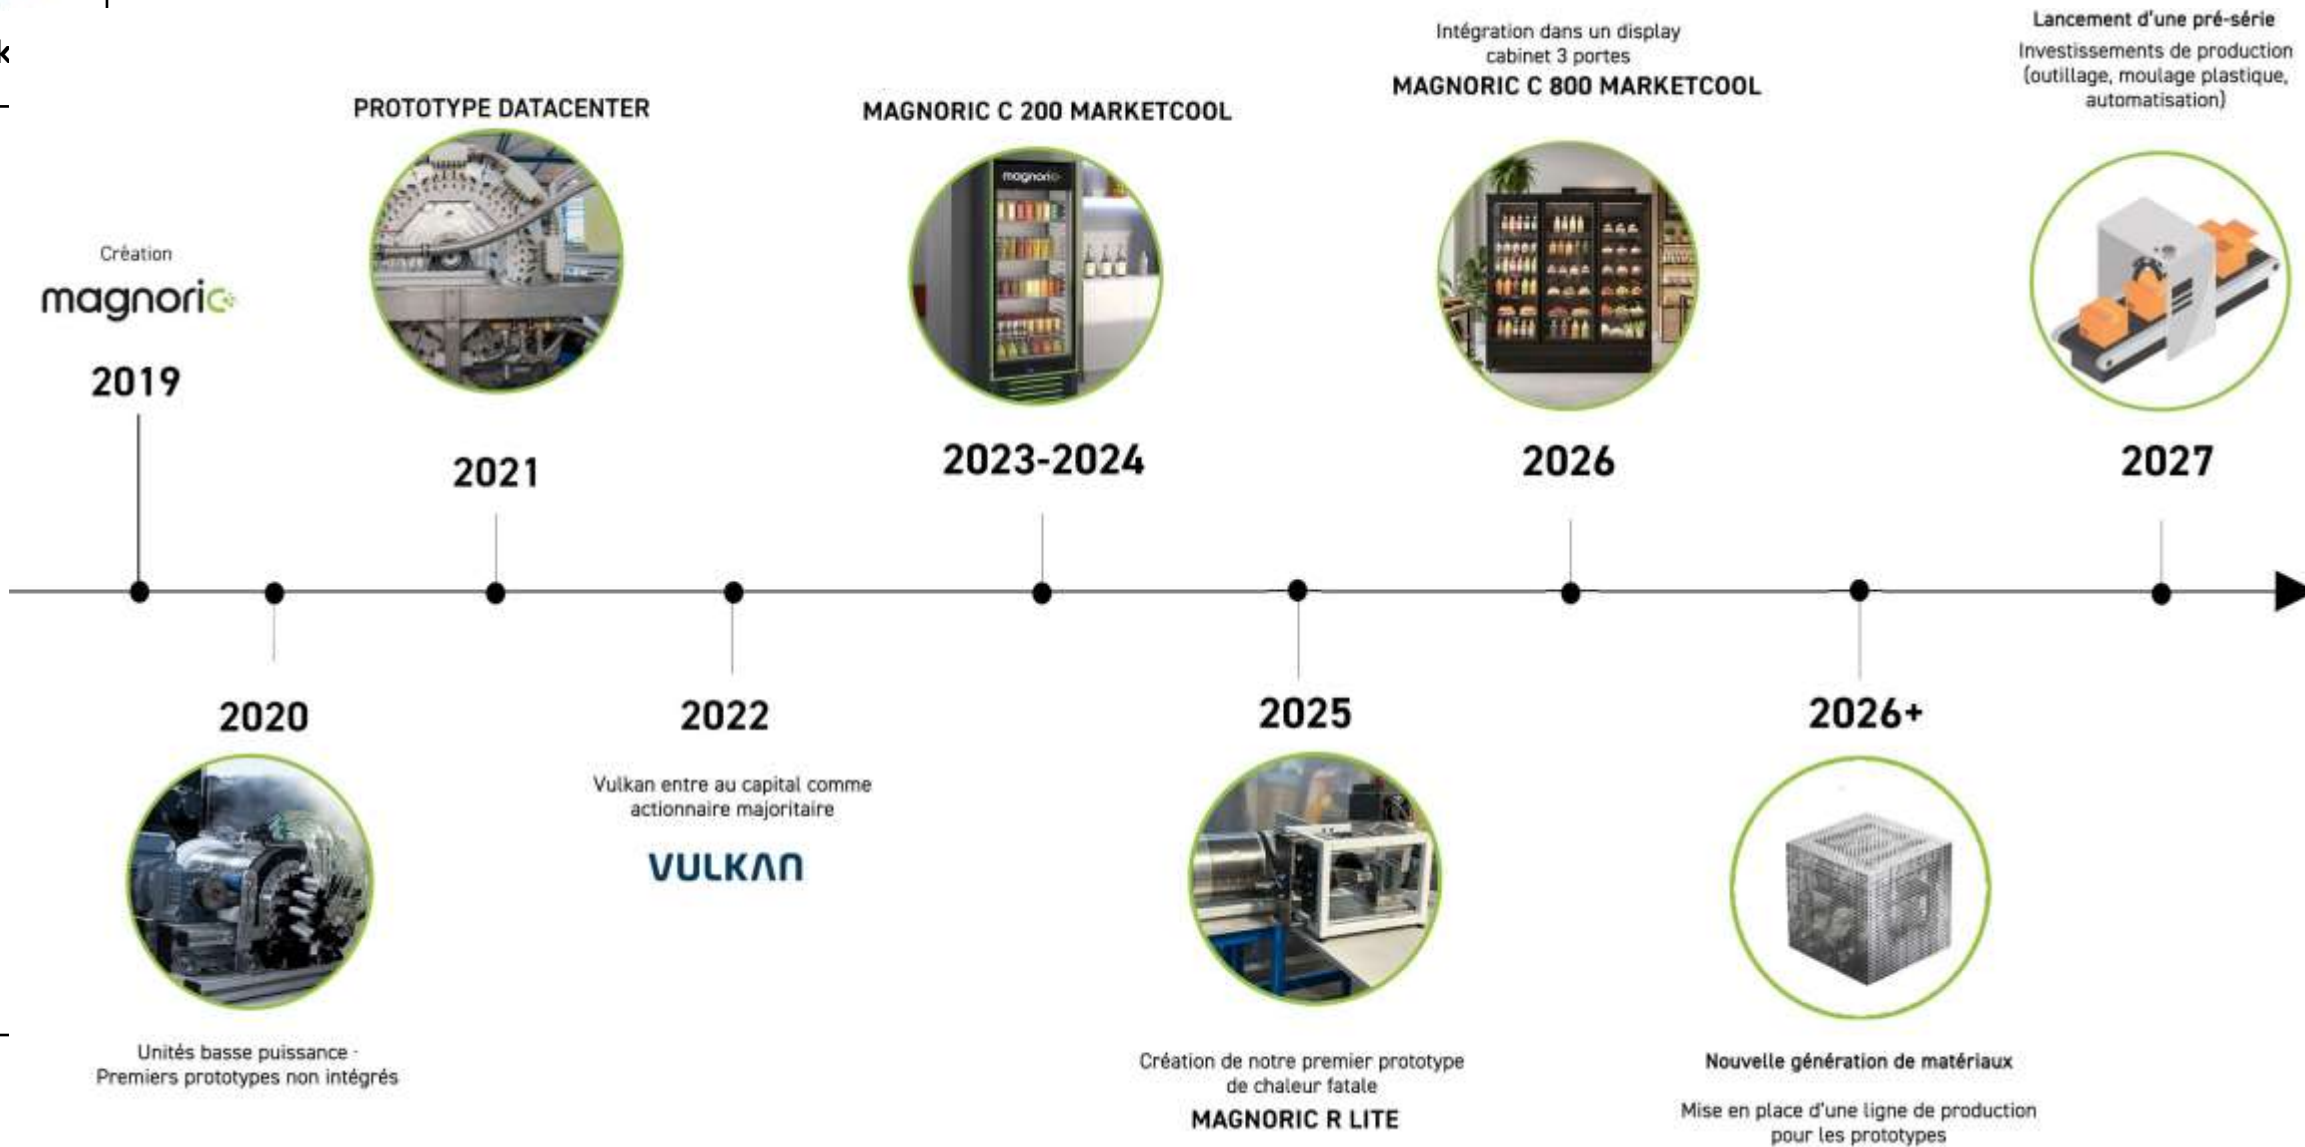 k
Création
magnoric
2019
PROTOTYPE DATACENTER
2021
MAGNORIC C 200 MARKETCOOL
magnoric
2023-2024
Intégration dans un display
cabinet 3 portes
MAGNORIC C 800 MARKETCOOL
2026
Lancement d'une pré-série
Investissements de production
(outillage, moulage plastique,
automatisation)
2027
2020
Unités basse puissance -
Premiers prototypes non intégrés
2022
Vulkan entre au capital comme
actionnaire majoritaire
VULKAN
2025
Création de notre premier prototype
de chaleur fatale
MAGNORIC R LITE
2026+
Nouvelle génération de matériaux
Mise en place d'une ligne de production
pour les prototypes